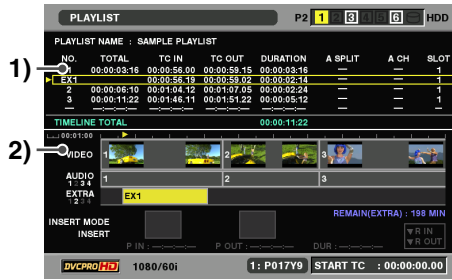 PLAYLIST P2 1 2 3 4 5 6 HDD
PLAYLIST NAME : SAMPLE PLAYLIST
NO. TOTAL TC IN TC OUT DURATION A SPLIT A CH SLOT
1)
1 00:00:03:16 00:00:56.00 00:00:59.15 00:00:03:16 — — 1
EX1 00:00:56.19 00:00:59.02 00:00:02:14 — 1
2 00:00:06:10 00:01:04.12 00:01:07.05 00:00:02:24 — — 1
3 00:00:11:22 00:01:46.11 00:01:51.22 00:00:05:12 — — 1
—:—:—:— —:—:—:— —:—:—:— —:—:—:—
TIMELINE TOTAL 00:00:11:22
00:01:00
2)
VIDEO 1 2 3
AUDIO 1 2 3
1 2 3 4
EXTRA EX1
1 2 3 4
INSERT MODE REMAIN(EXTRA) : 198 MIN
INSERT ▼R IN
P IN : —:—:—:— P OUT : —:—:—:— DUR : —:—:—:— ▼R OUT
DVCPRO HD 1080/60i 1: P017Y9 START TC : 00:00:00.00